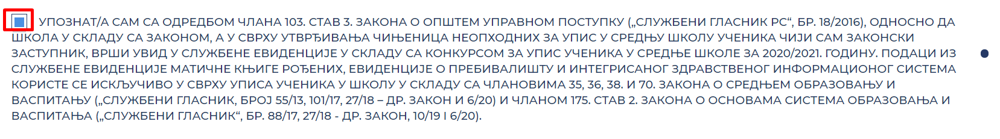 УПОЗНАТ/А САМ СА ОДРЕДБОМ ЧЛАНА 103. СТАВ 3. ЗАКОНА О ОПШТЕМ УПРАВНОМ ПОСТУПКУ („СЛУЖБЕНИ ГЛАСНИК РС“, БР. 18/2016), ОДНОСНО ДА
ШКОЛА У СКЛАДУ СА ЗАКОНОМ, А У СВРХУ УТВРЂИВАЊА ЧИЊЕНИЦА НЕОПХОДНИХ ЗА УПИС У СРЕДЊУ ШКОЛУ УЧЕНИКА ЧИЈИ САМ ЗАКОНСКИ
ЗАСТУПНИК, ВРШИ УВИД У СЛУЖБЕНЕ ЕВИДЕНЦИЈЕ У СКЛАДУ СА КОНКУРСОМ ЗА УПИС УЧЕНИКА У СРЕДЊЕ ШКОЛЕ ЗА 2020/2021. ГОДИНУ. ПОДАЦИ ИЗ
СЛУЖБЕНЕ ЕВИДЕНЦИЈЕ МАТИЧНЕ КЊИГЕ РОЂЕНИХ, ЕВИДЕНЦИЈЕ О ПРЕБИВАЛИШТУ И ИНТЕГРИСАНОГ ЗДРАВСТВЕНОГ ИНФОРМАЦИОНОГ СИСТЕМА
КОРИСТЕ СЕ ИСКЉУЧИВО У СВРХУ УПИСА УЧЕНИКА У ШКОЛУ У СКЛАДУ СА ЧЛАНОВИМА 35, 36, 38. И 70. ЗАКОНА О СРЕДЊЕМ ОБРАЗОВАЊУ И
ВАСПИТАЊУ („СЛУЖБЕНИ ГЛАСНИК, БРОЈ 55/13, 101/17, 27/18 – ДР. ЗАКОН И 6/20) И ЧЛАНОМ 175. СТАВ 2. ЗАКОНА О ОСНОВАМА СИСТЕМА ОБРАЗОВАЊА И
ВАСПИТАЊА („СЛУЖБЕНИ ГЛАСНИК“, БР. 88/17, 27/18 - ДР. ЗАКОН, 10/19 I 6/20).